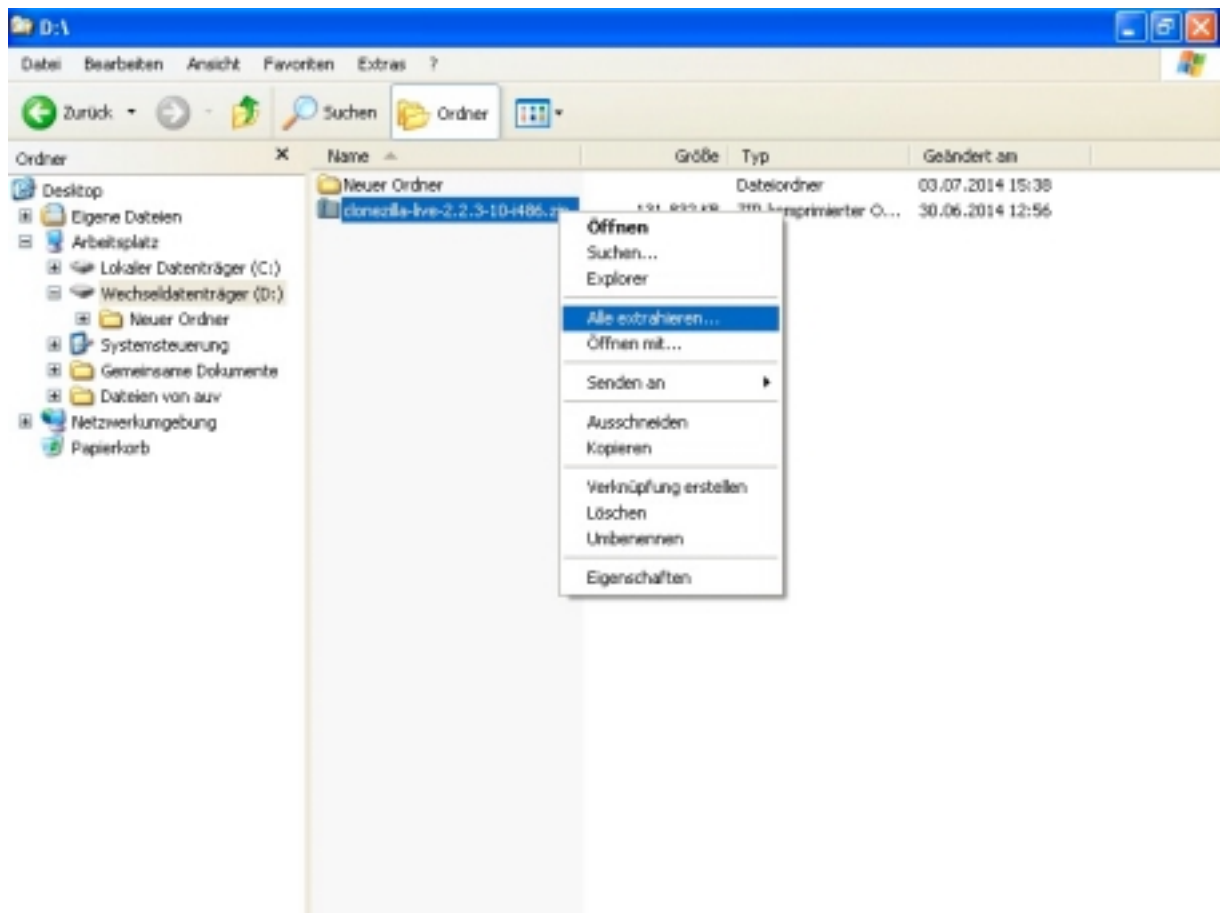 D:\
Datei Bearbeiten Ansicht Favoriten Extras ?
Zurück Suchen Ordner
Ordner
Name Größe Typ Geändert am
Desktop
Eigene Dateien
Arbeitsplatz
Lokaler Datenträger (C:)
Wechseldatenträger (D:)
Neuer Ordner
Systemsteuerung
Gemeinsame Dokumente
Dateien von auv
Netzwerkumgebung
Papierkorb
Neuer Ordner Dateiordner 03.07.2014 15:38
clonezilla-live-2.2.3-10-i486.zip komprimierter O... 30.06.2014 12:56
Öffnen
Suchen...
Explorer
Alle extrahieren...
Öffnen mit...
Senden an
Ausschneiden
Kopieren
Verknüpfung erstellen
Löschen
Umbenennen
Eigenschaften